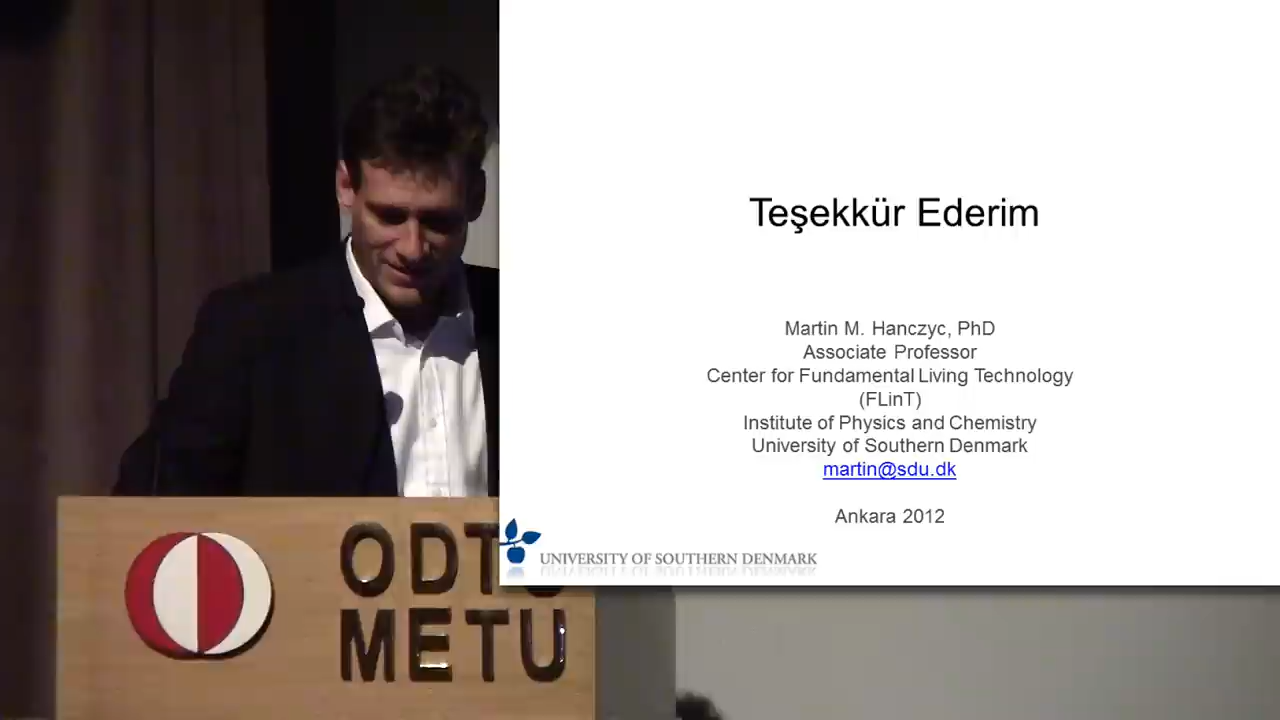 Teşekkür Ederim
Martin M. Hanczyc, PhD
Associate Professor
Center for Fundamental Living Technology
(FLinT)
Institute of Physics and Chemistry
University of Southern Denmark
martin@sdu.dk
Ankara 2012
UNIVERSITY OF SOUTHERN DENMARK
ODTÜ
METU